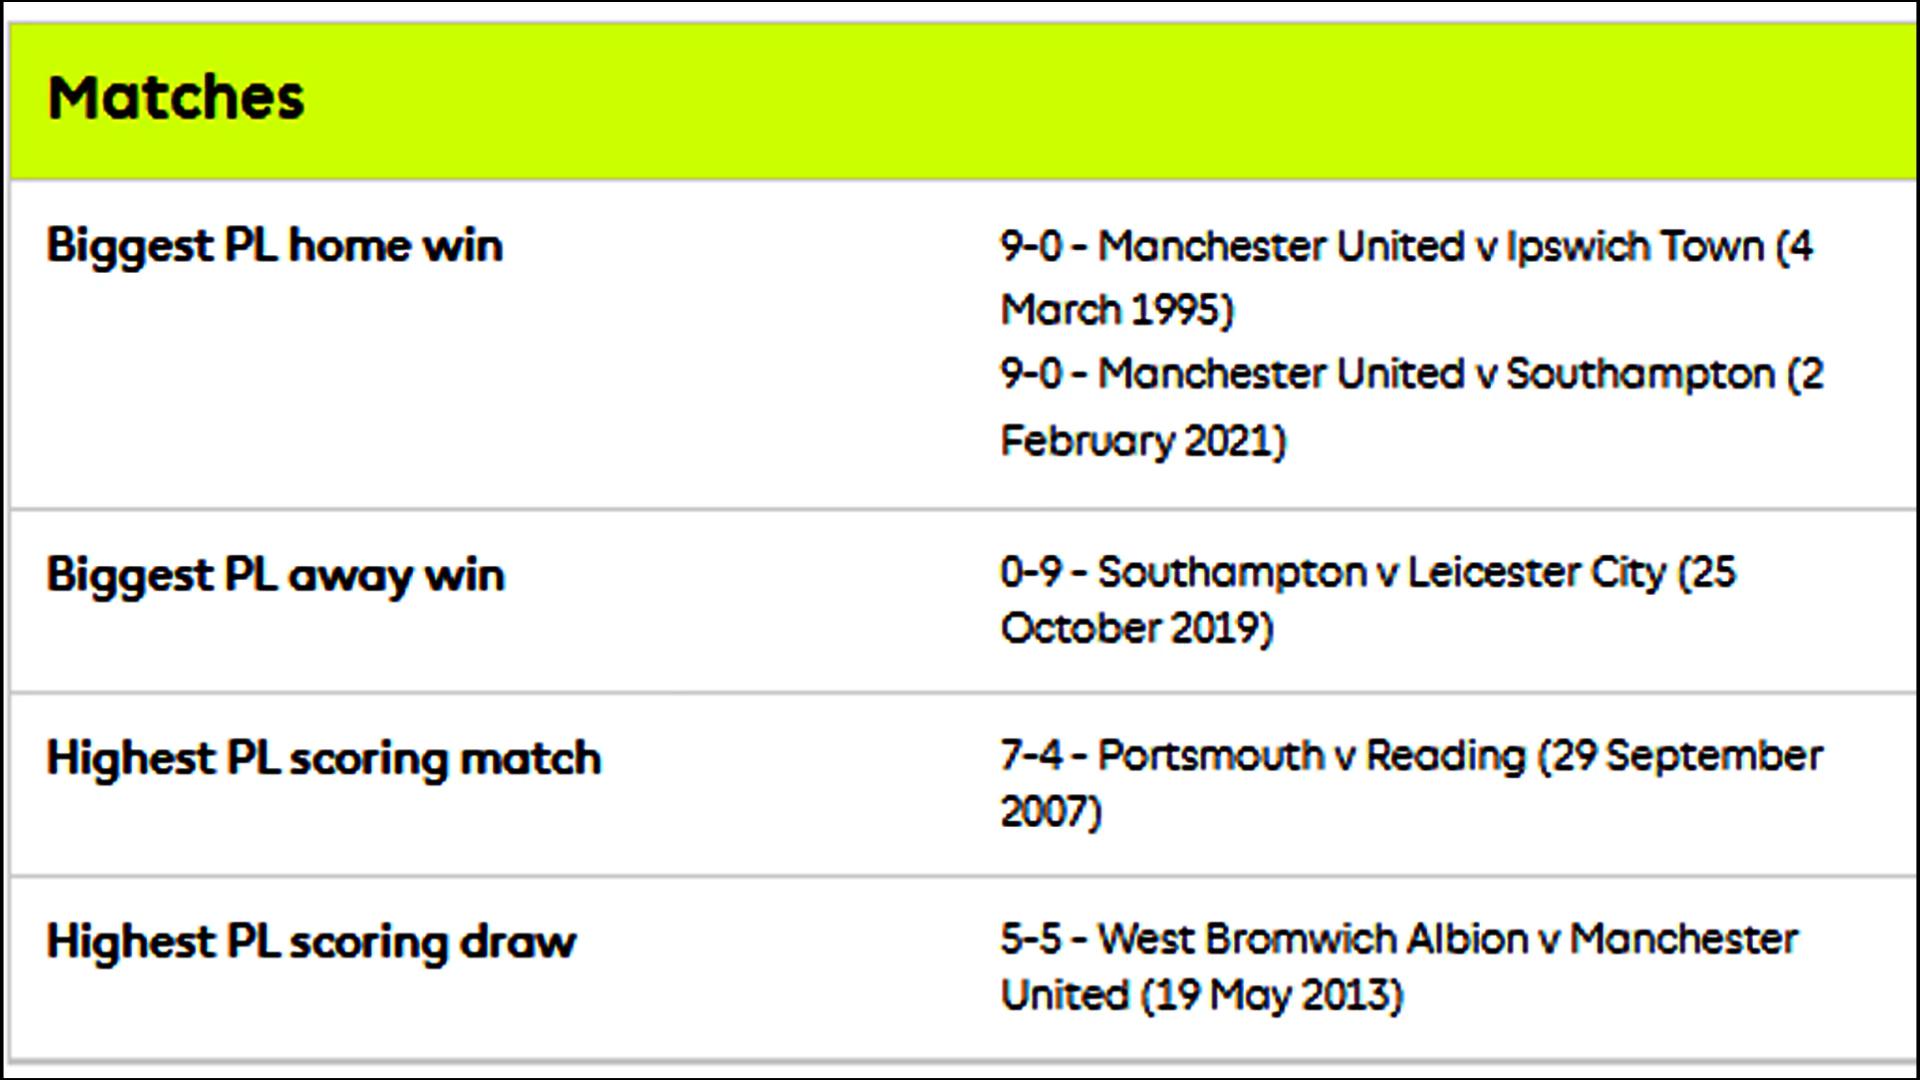 Matches
Biggest PL home win
9-0 - Manchester United v Ipswich Town (4
March 1995)
9-0 - Manchester United v Southampton (2
February 2021)
Biggest PL away win
0-9 - Southampton v Leicester City (25
October 2019)
Highest PL scoring match
7-4 - Portsmouth v Reading (29 September
2007)
Highest PL scoring draw
5-5 - West Bromwich Albion v Manchester
United (19 May 2013)